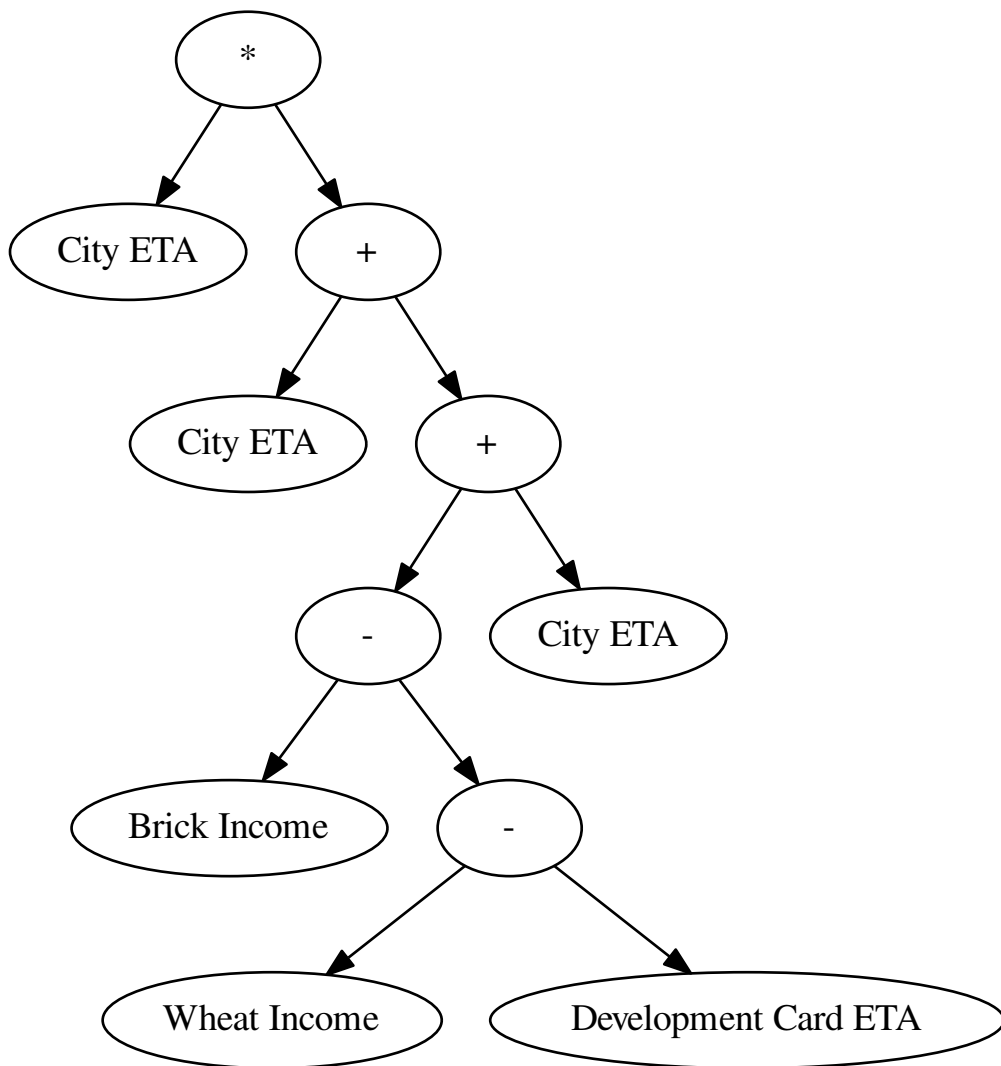 *
City ETA
+
City ETA
+
-
City ETA
Brick Income
-
Wheat Income
Development Card ETA